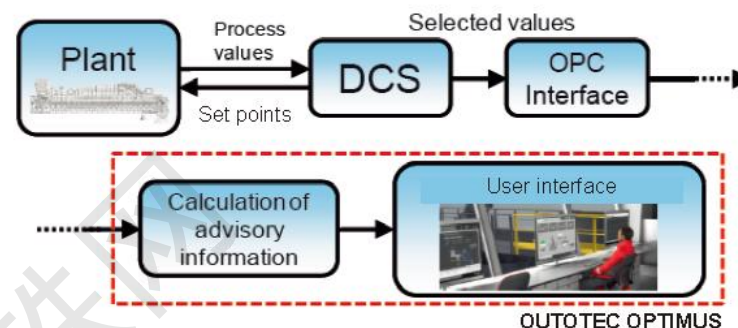 Selected values
Process
values
Plant
DCS
OPC
Interface
Set points
User interface
Calculation of
advisory
information
OUTOTEC OPTIMUS